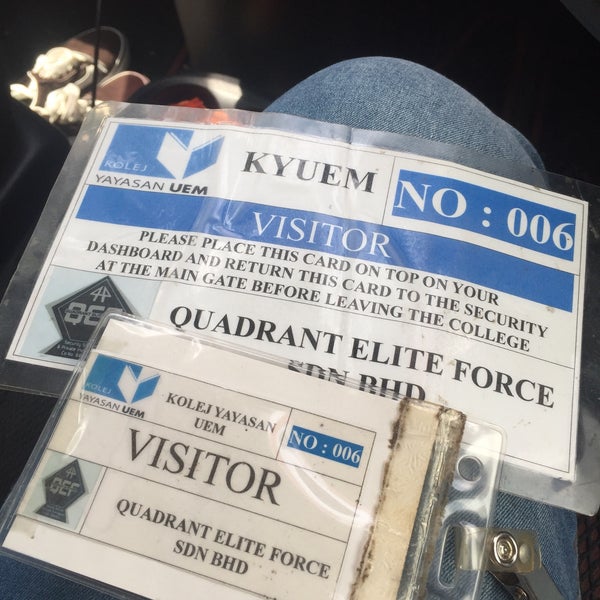 KOLEJ
YAYASAN UEM
KYUEM
NO : 006
VISITOR
PLEASE PLACE THIS CARD ON TOP ON YOUR
DASHBOARD AND RETURN THIS CARD TO THE SECURITY
AT THE MAIN GATE BEFORE LEAVING THE COLLEGE
QEF
QUADRANT ELITE FORCE
SDN BHD
KOLEJ
YAYASAN UEM
KOLEJ YAYASAN
UEM
NO : 006
VISITOR
QEF
QUADRANT ELITE FORCE
SDN BHD